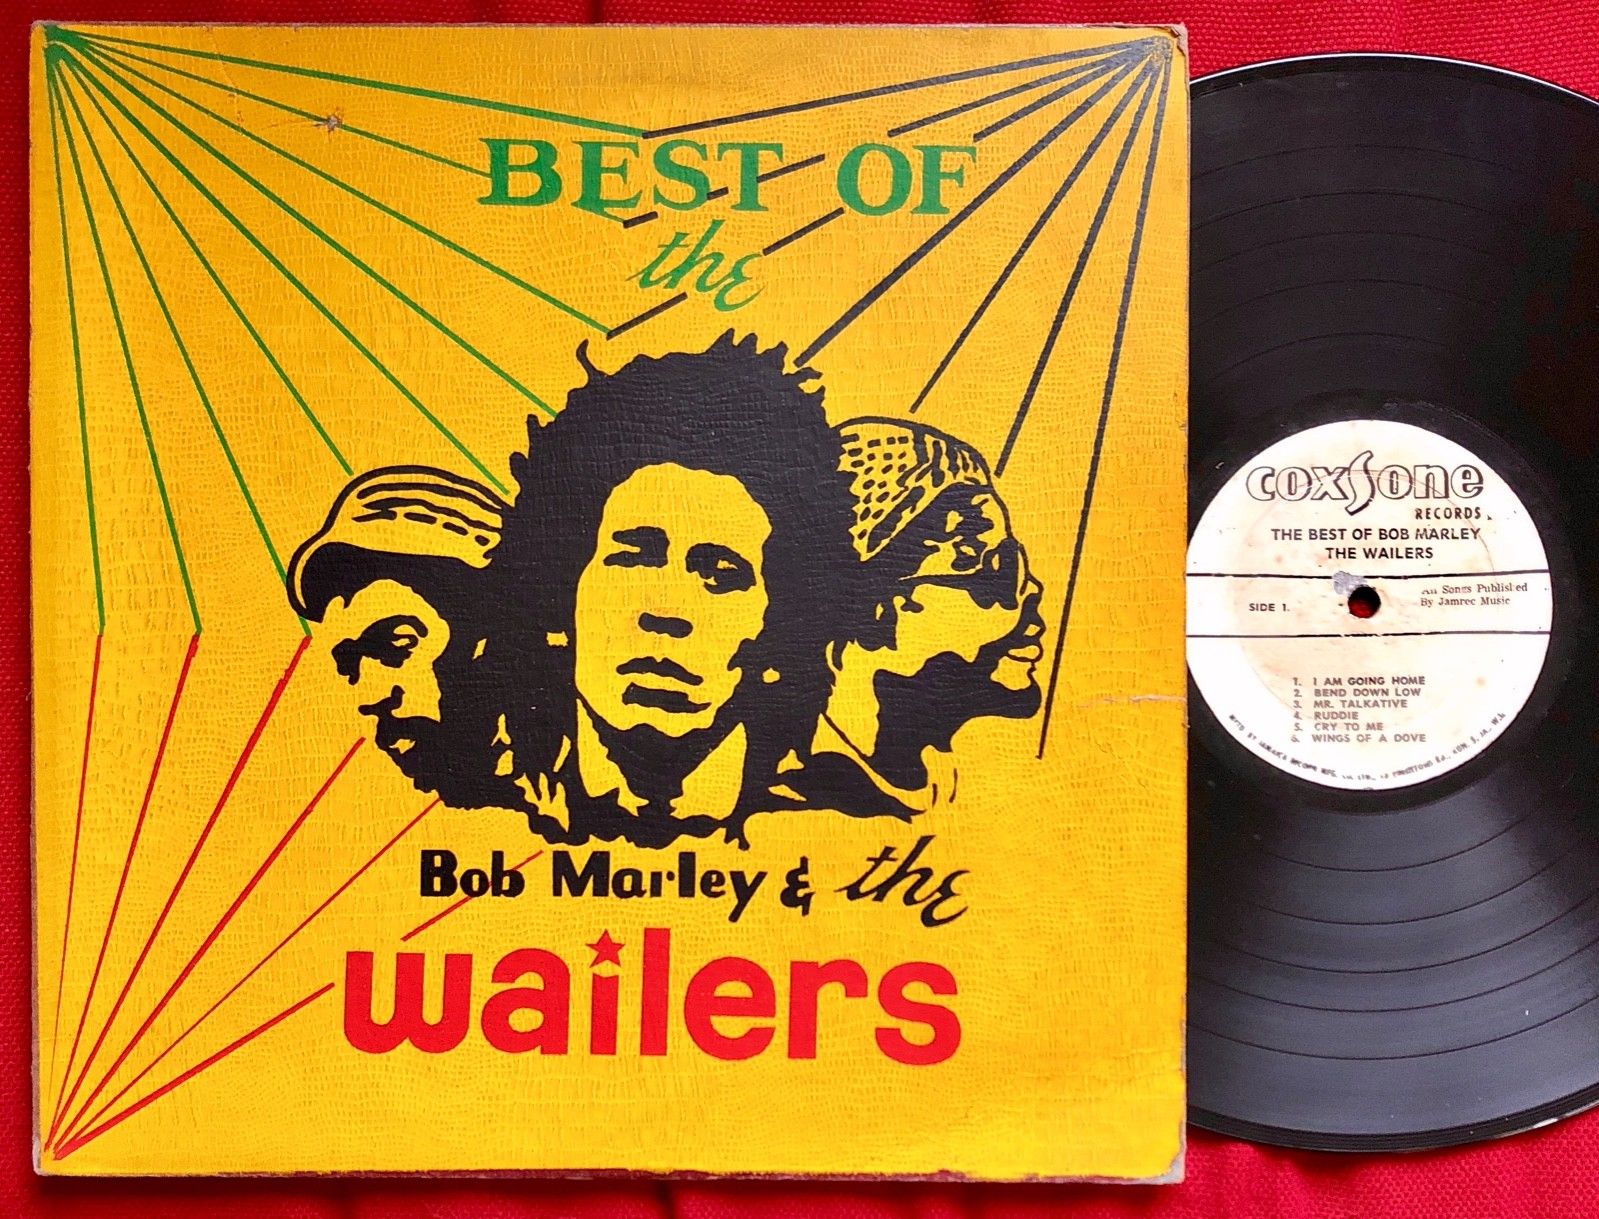 BEST OF
the
Bob Marley & the
wailers
coxsone
RECORDS
THE BEST OF BOB MARLEY
THE WAILERS
SIDE 1.
All Songs Published
By Jamrec Music
1. I AM GOING HOME
2. BEND DOWN LOW
3. MR. TALKATIVE
4. RUDDIE
5. CRY TO ME
6. WINGS OF A DOVE